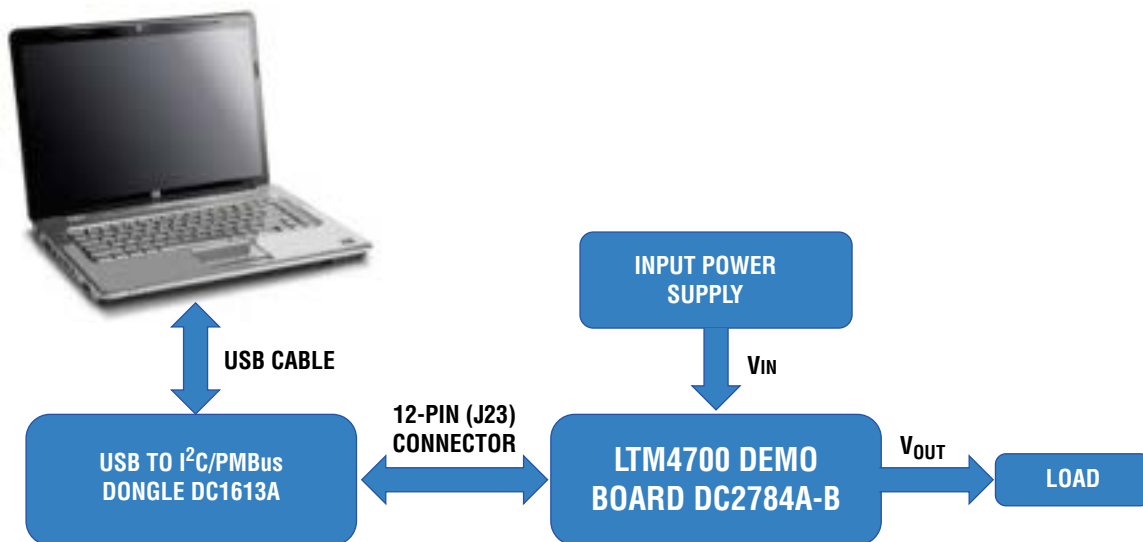 INPUT POWER
SUPPLY
USB CABLE
VIN
12-PIN (J23)
CONNECTOR
USB TO I²C/PMBus
DONGLE DC1613A
LTM4700 DEMO
BOARD DC2784A-B
VOUT
LOAD